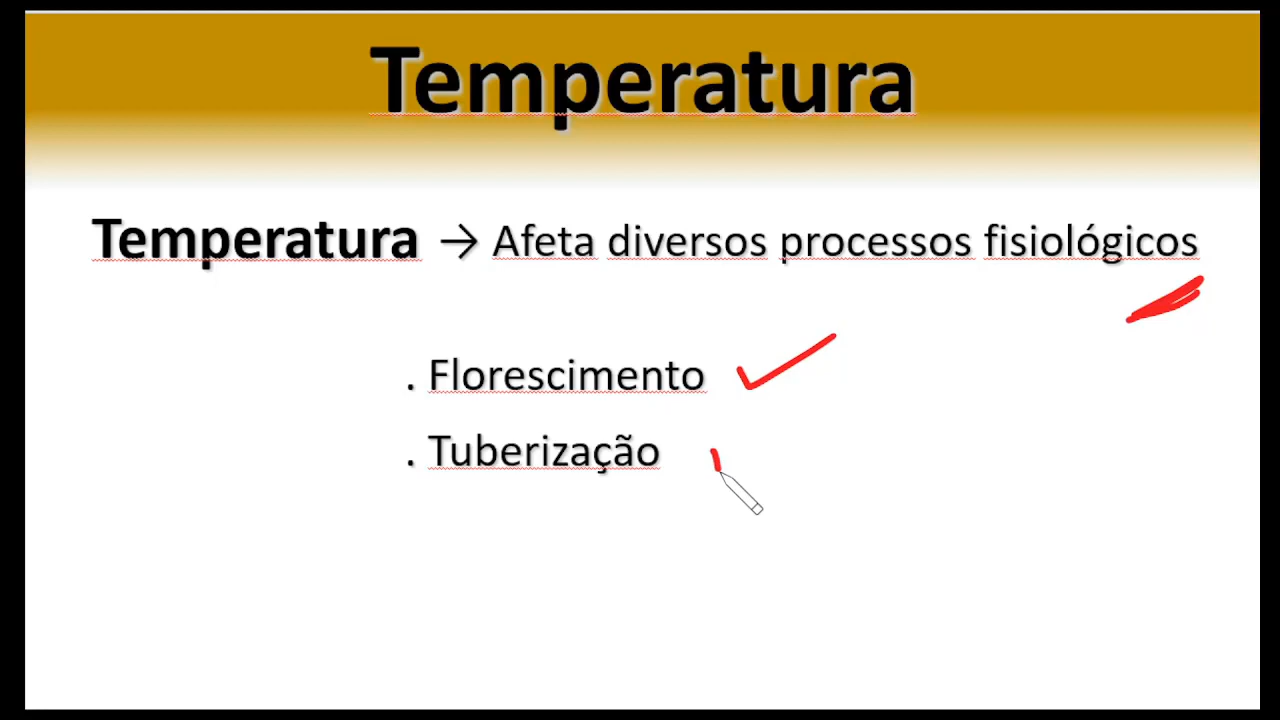 Temperatura
Temperatura → Afeta diversos processos fisiológicos
. Florescimento
. Tuberização